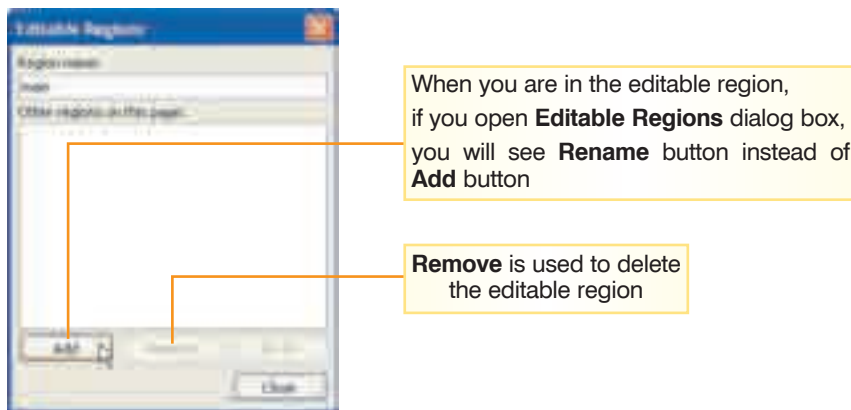 Editable Regions
Region name:
main
Other regions on this page:
When you are in the editable region,
if you open Editable Regions dialog box,
you will see Rename button instead of
Add button
Remove is used to delete
the editable region
Add
Close